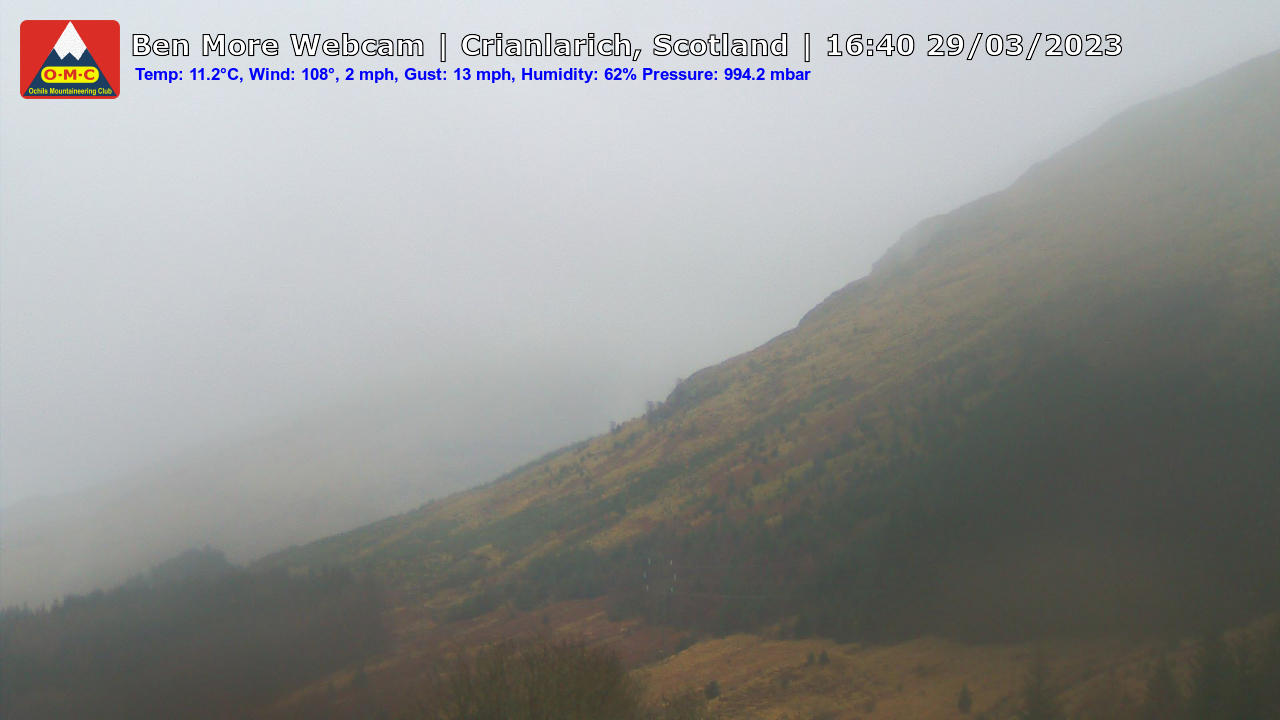 Ben More Webcam | Crianlarich, Scotland | 16:40 29/03/2023
Temp: 11.2°C, Wind: 108°, 2 mph, Gust: 13 mph, Humidity: 62% Pressure: 994.2 mbar
O·M·C
Ochils Mountaineering Club